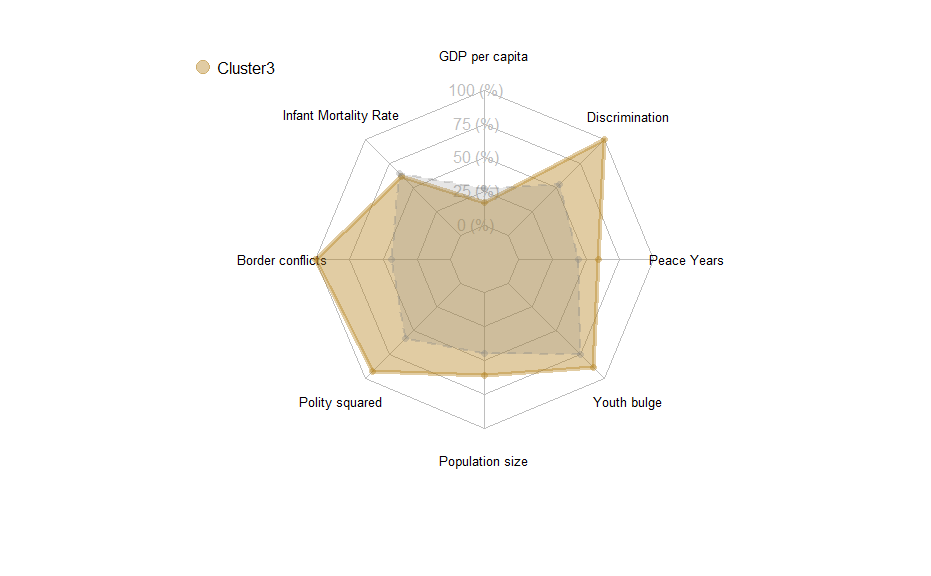 GDP per capita
Cluster3
100 (%)
Infant Mortality Rate
Discrimination
75 (%)
50 (%)
25 (%)
0 (%)
Border conflicts
Peace Years
Polity squared
Youth bulge
Population size